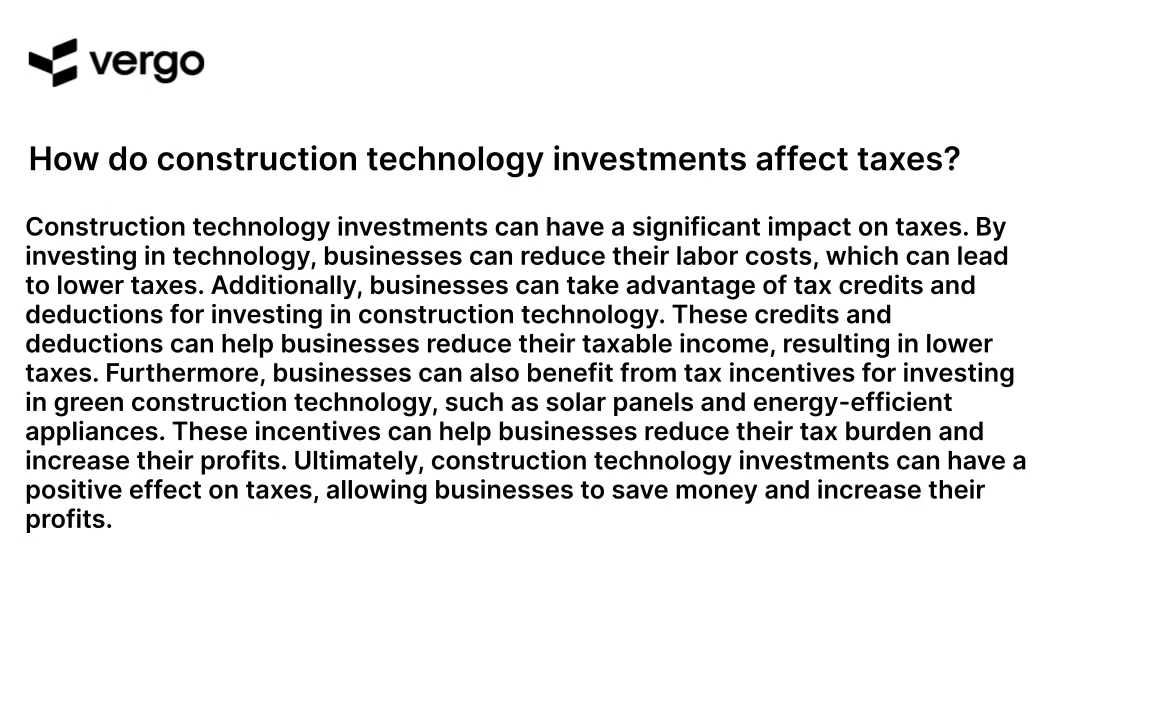 vergo
How do construction technology investments affect taxes?
Construction technology investments can have a significant impact on taxes. By
investing in technology, businesses can reduce their labor costs, which can lead
to lower taxes. Additionally, businesses can take advantage of tax credits and
deductions for investing in construction technology. These credits and
deductions can help businesses reduce their taxable income, resulting in lower
taxes. Furthermore, businesses can also benefit from tax incentives for investing
in green construction technology, such as solar panels and energy-efficient
appliances. These incentives can help businesses reduce their tax burden and
increase their profits. Ultimately, construction technology investments can have a
positive effect on taxes, allowing businesses to save money and increase their
profits.